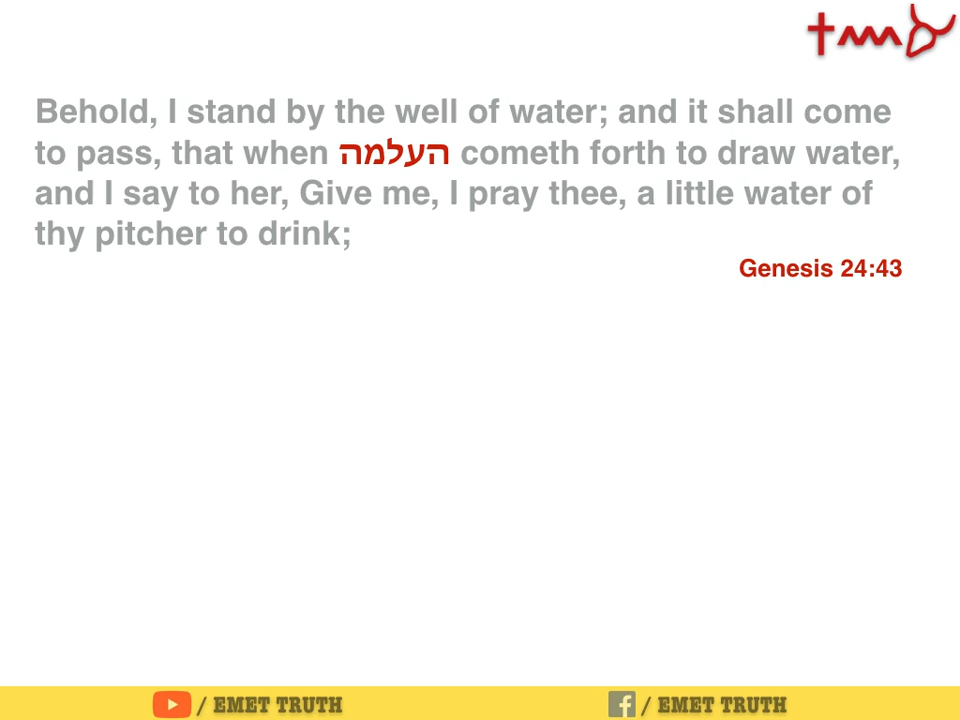 Behold, I stand by the well of water; and it shall come
to pass, that when העלמה cometh forth to draw water,
and I say to her, Give me, I pray thee, a little water of
thy pitcher to drink;
Genesis 24:43
/ EMET TRUTH
/ EMET TRUTH